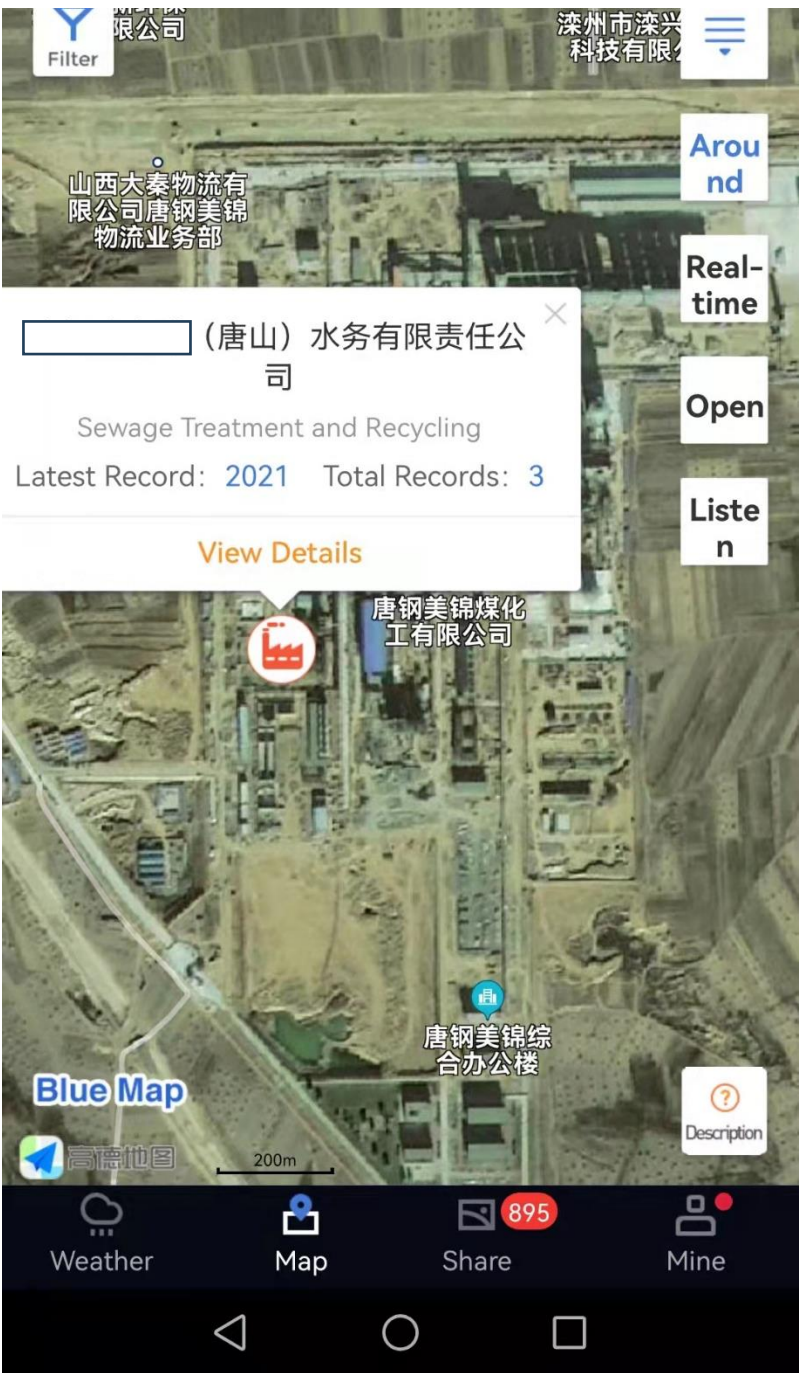 限公司
Filter
滦州市滦兴
科技有限
Arou
nd
山西大秦物流有
限公司唐钢美锦
物流业务部
Real-
time
（唐山）水务有限责任公
司
Sewage Treatment and Recycling
Latest Record: 2021 Total Records: 3
View Details
Open
Liste
n
唐钢美锦煤化
工有限公司
唐钢美锦综
合办公楼
Blue Map
高德地图
200m
Description
Weather
Map
895
Share
Mine